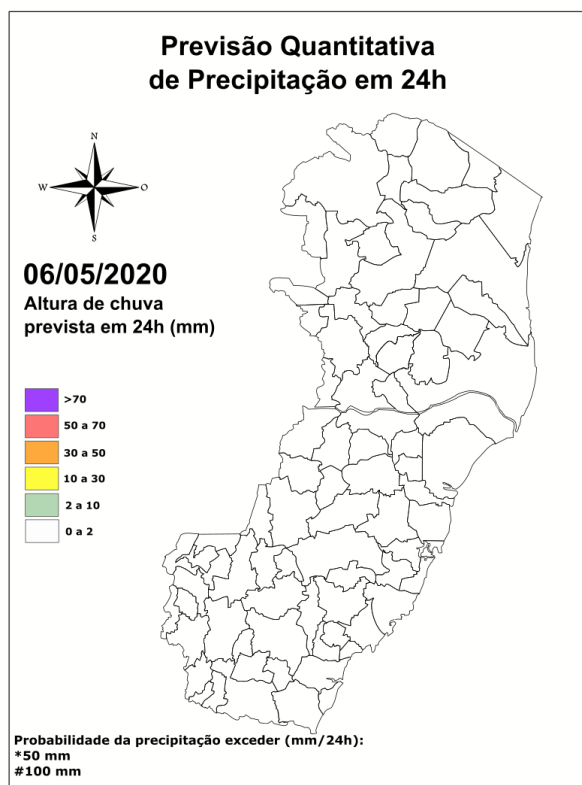 Previsão Quantitativa
de Precipitação em 24h
N
W
O
S
06/05/2020
Altura de chuva
prevista em 24h (mm)
>70
50 a 70
30 a 50
10 a 30
2 a 10
0 a 2
Probabilidade da precipitação exceder (mm/24h):
*50 mm
#100 mm